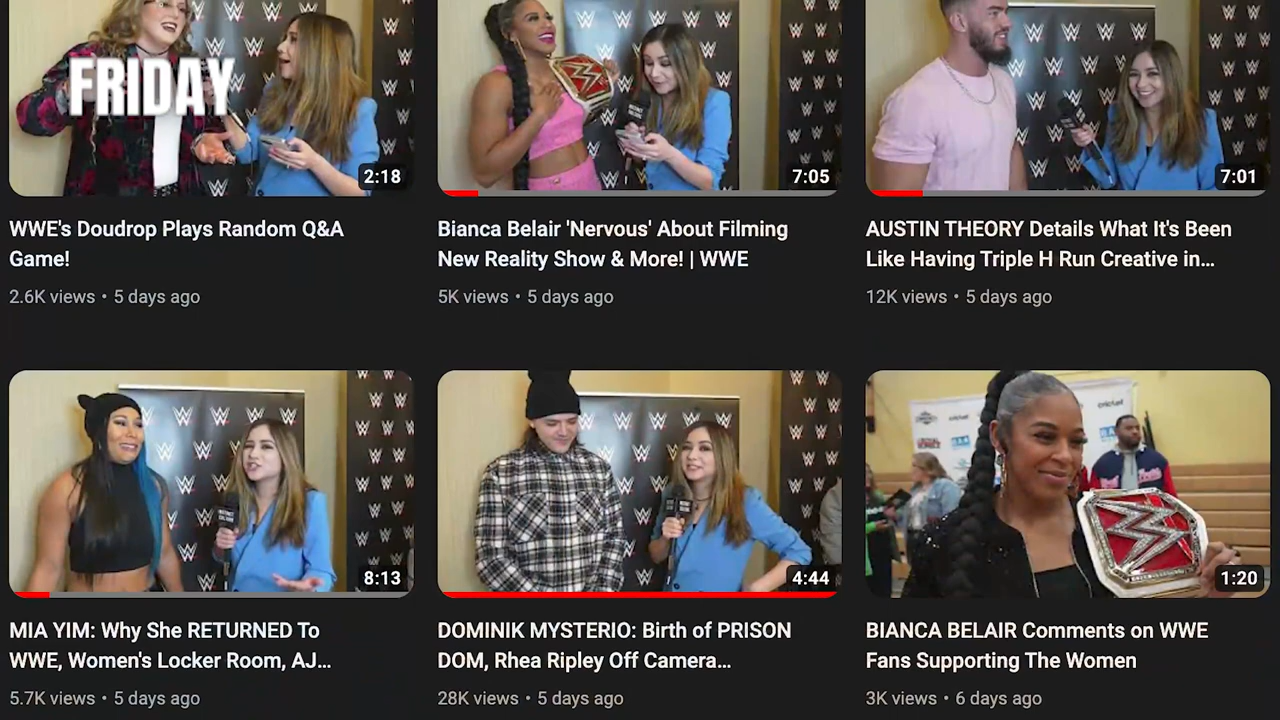 FRIDAY
2:18
7:05
7:01
WWE's Doudrop Plays Random Q&A
Game!
2.6K views • 5 days ago
Bianca Belair 'Nervous' About Filming
New Reality Show & More! | WWE
5K views • 5 days ago
AUSTIN THEORY Details What It's Been
Like Having Triple H Run Creative in...
12K views • 5 days ago
8:13
4:44
cricket
cricket
1:20
MIA YIM: Why She RETURNED To
WWE, Women's Locker Room, AJ...
5.7K views • 5 days ago
DOMINIK MYSTERIO: Birth of PRISON
DOM, Rhea Ripley Off Camera...
28K views • 5 days ago
BIANCA BELAIR Comments on WWE
Fans Supporting The Women
3K views • 6 days ago